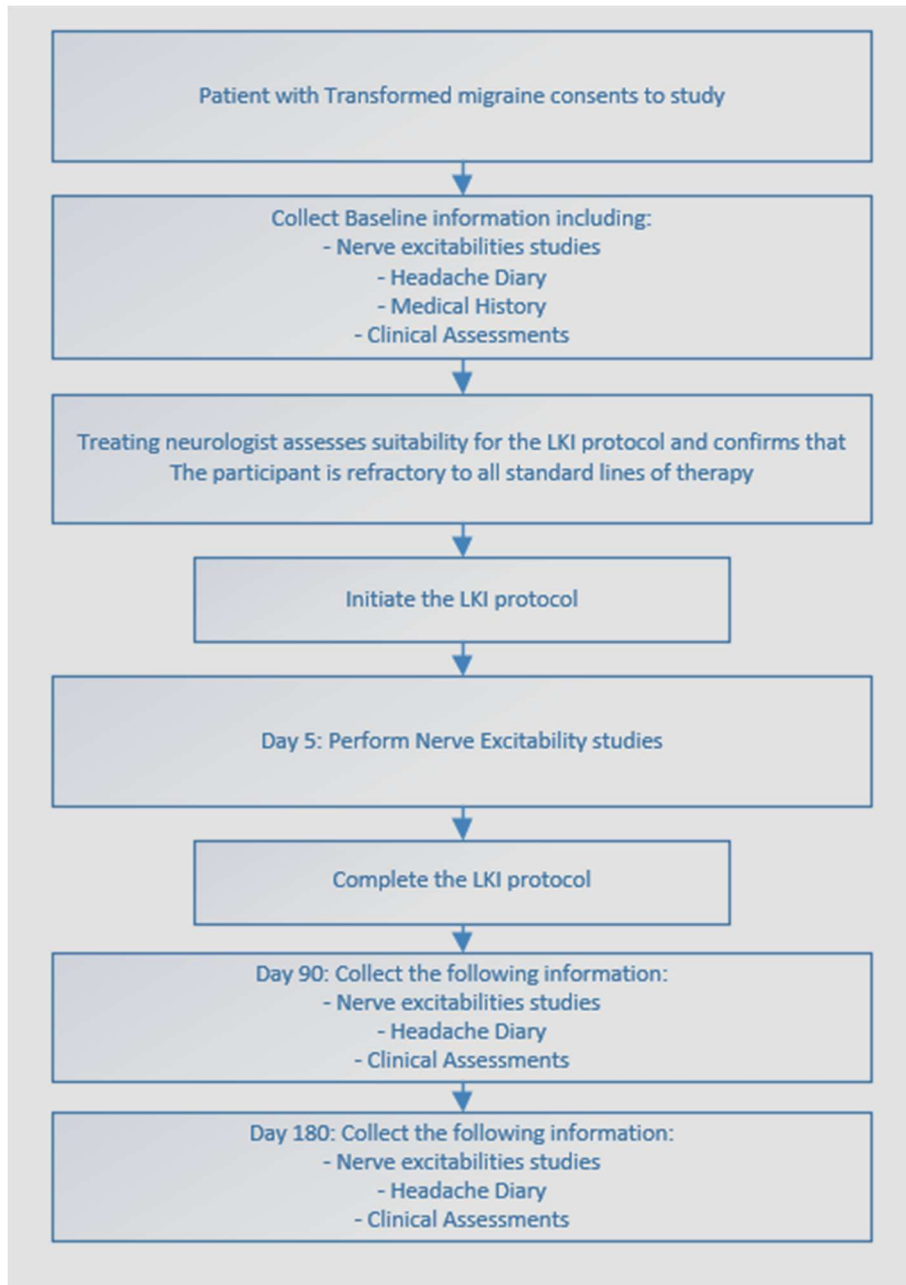 Patient with Transformed migraine consents to study
Collect Baseline information including:
- Nerve excitabilities studies
- Headache Diary
- Medical History
- Clinical Assessments
Treating neurologist assesses suitability for the LKI protocol and confirms that
The participant is refractory to all standard lines of therapy
Initiate the LKI protocol
Day 5: Perform Nerve Excitability studies
Complete the LKI protocol
Day 90: Collect the following information:
- Nerve excitabilities studies
- Headache Diary
- Clinical Assessments
Day 180: Collect the following information:
- Nerve excitabilities studies
- Headache Diary
- Clinical Assessments